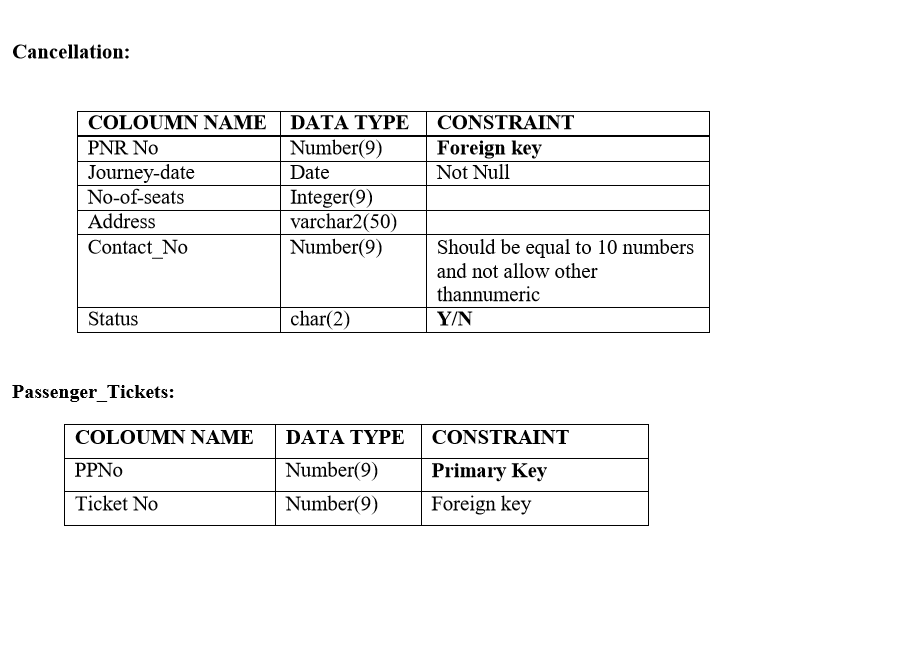 Cancellation:
COLOUMN NAME DATA TYPE CONSTRAINT
PNR No Number(9) Foreign key
Journey-date Date Not Null
No-of-seats Integer(9)
Address varchar2(50)
Contact_No Number(9) Should be equal to 10 numbers
and not allow other
thannumeric
Status char(2) Y/N
Passenger_Tickets:
COLOUMN NAME DATA TYPE CONSTRAINT
PPNo Number(9) Primary Key
Ticket No Number(9) Foreign key